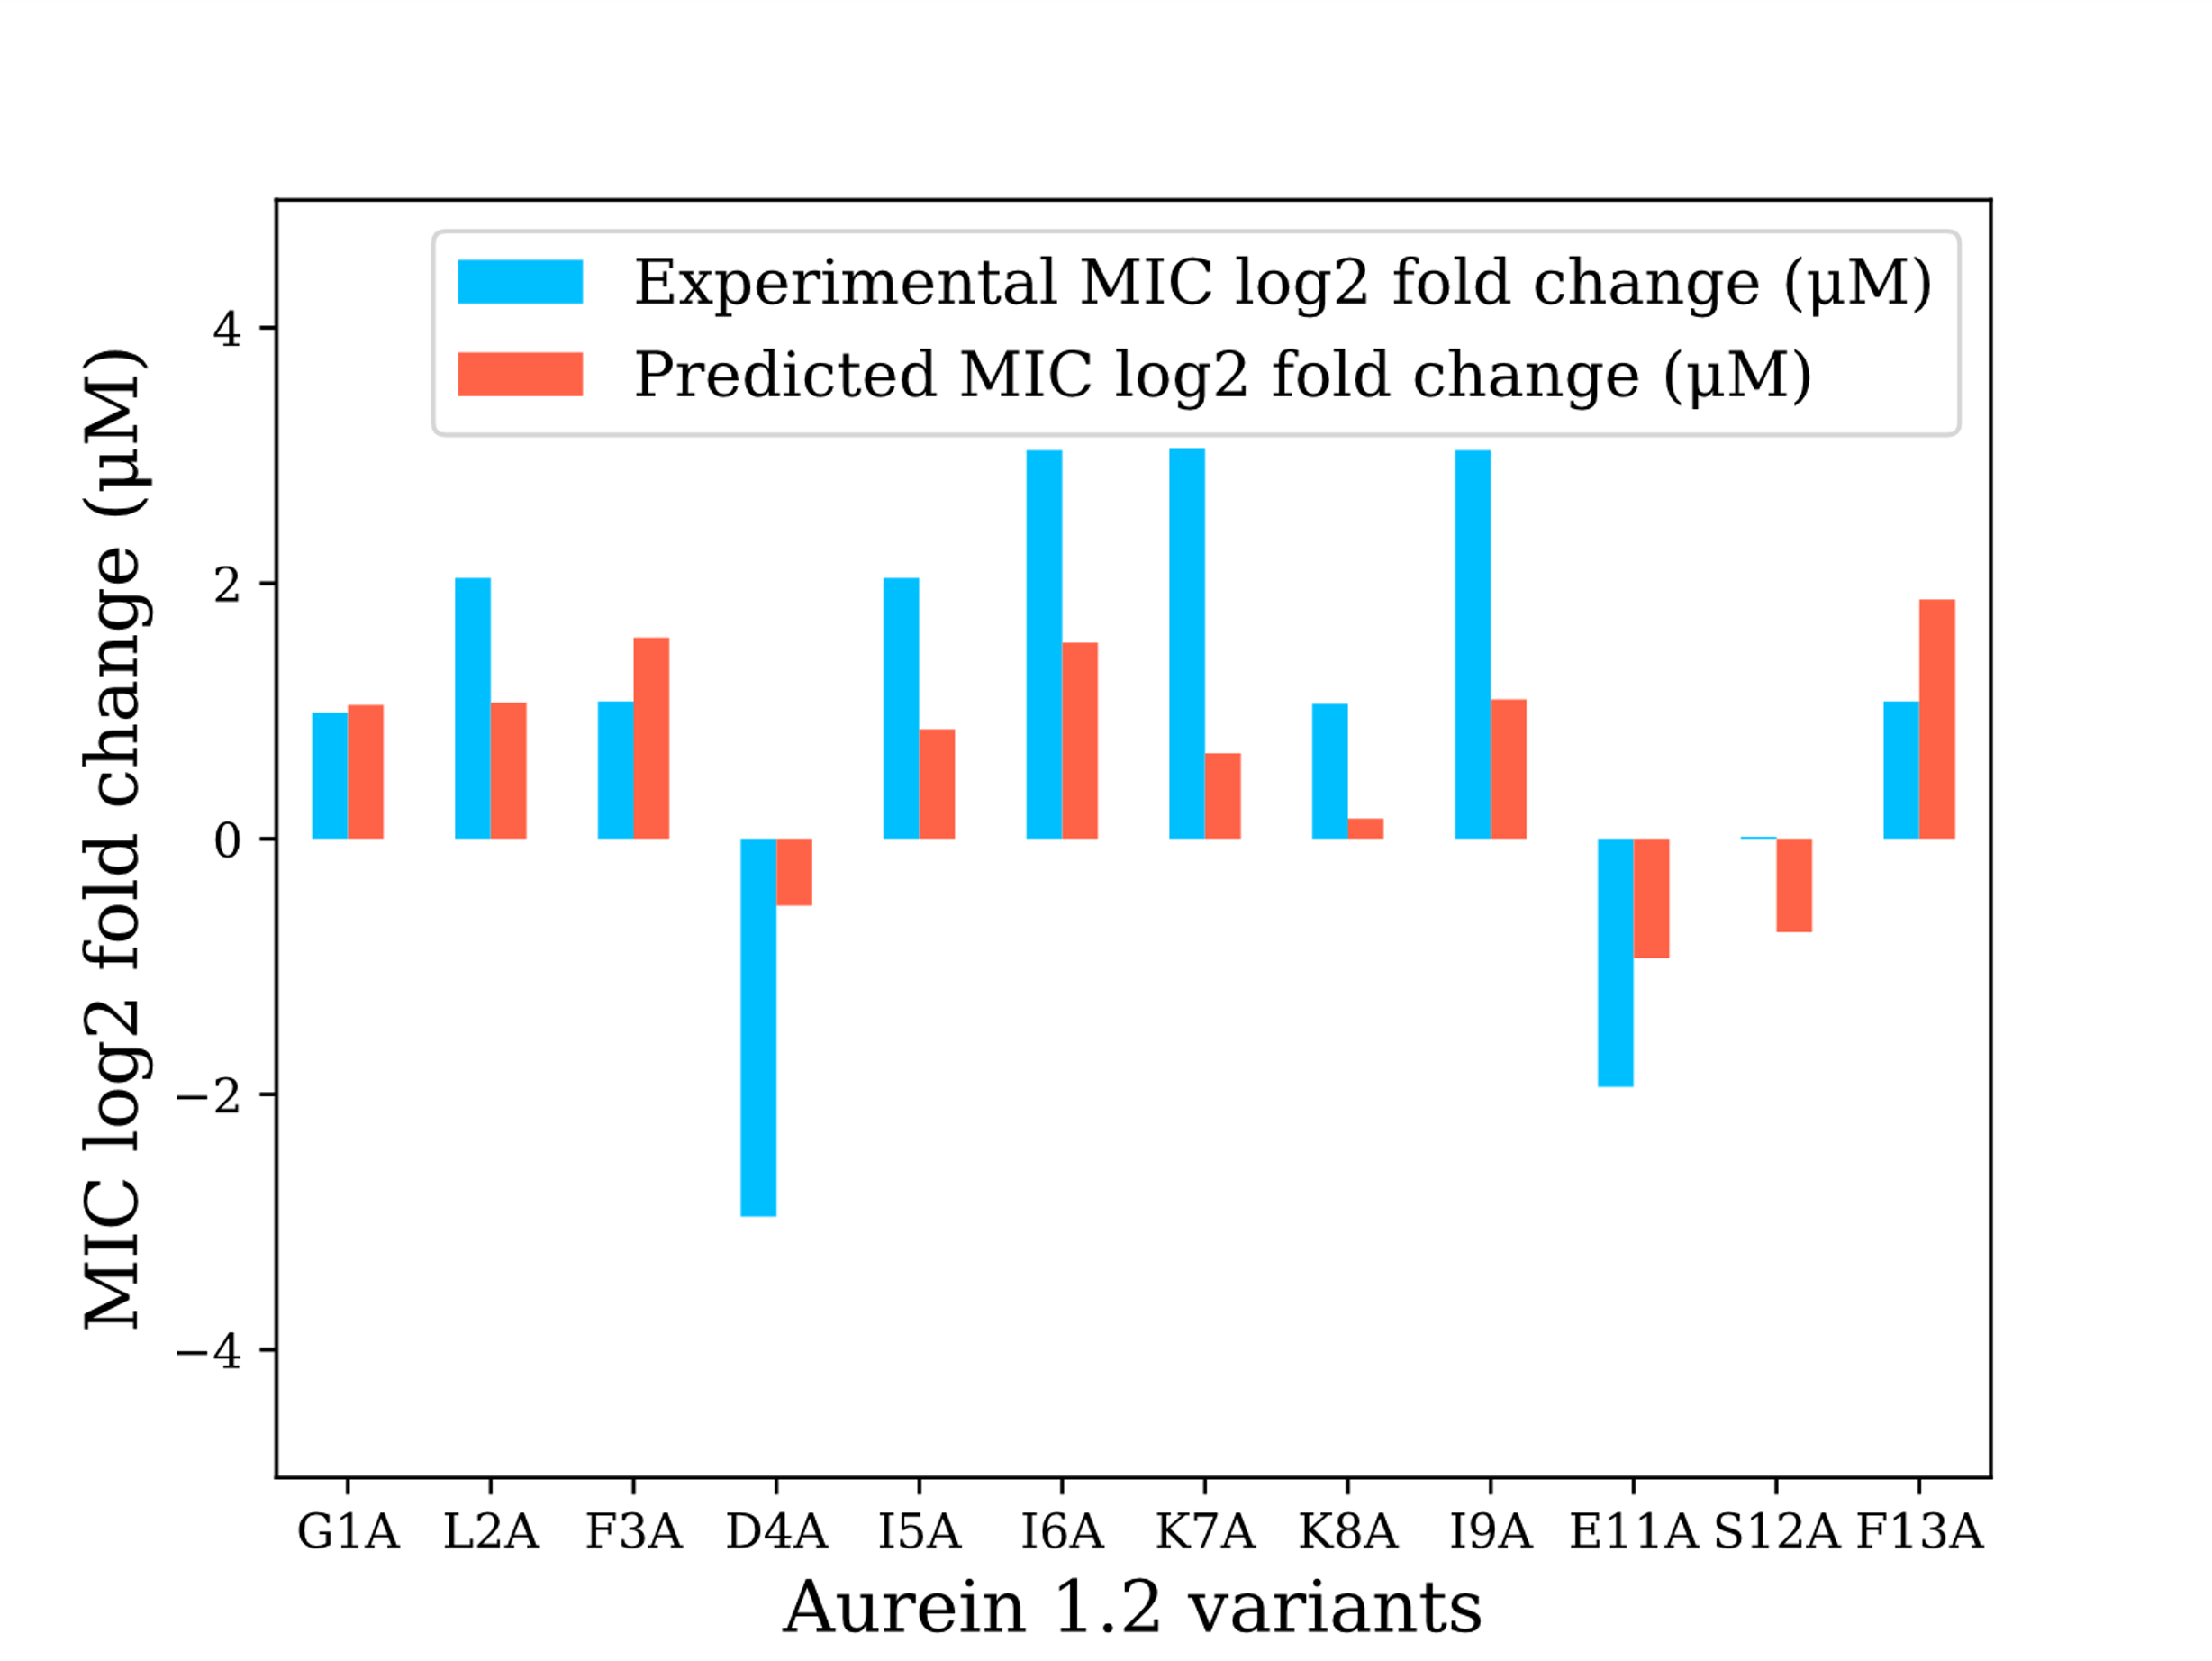 Experimental MIC log2 fold change (µM)
Predicted MIC log2 fold change (µM)
MIC log2 fold change (µM)
4
2
0
−2
−4
G1A L2A F3A D4A I5A I6A K7A K8A I9A E11A S12A F13A
Aurein 1.2 variants